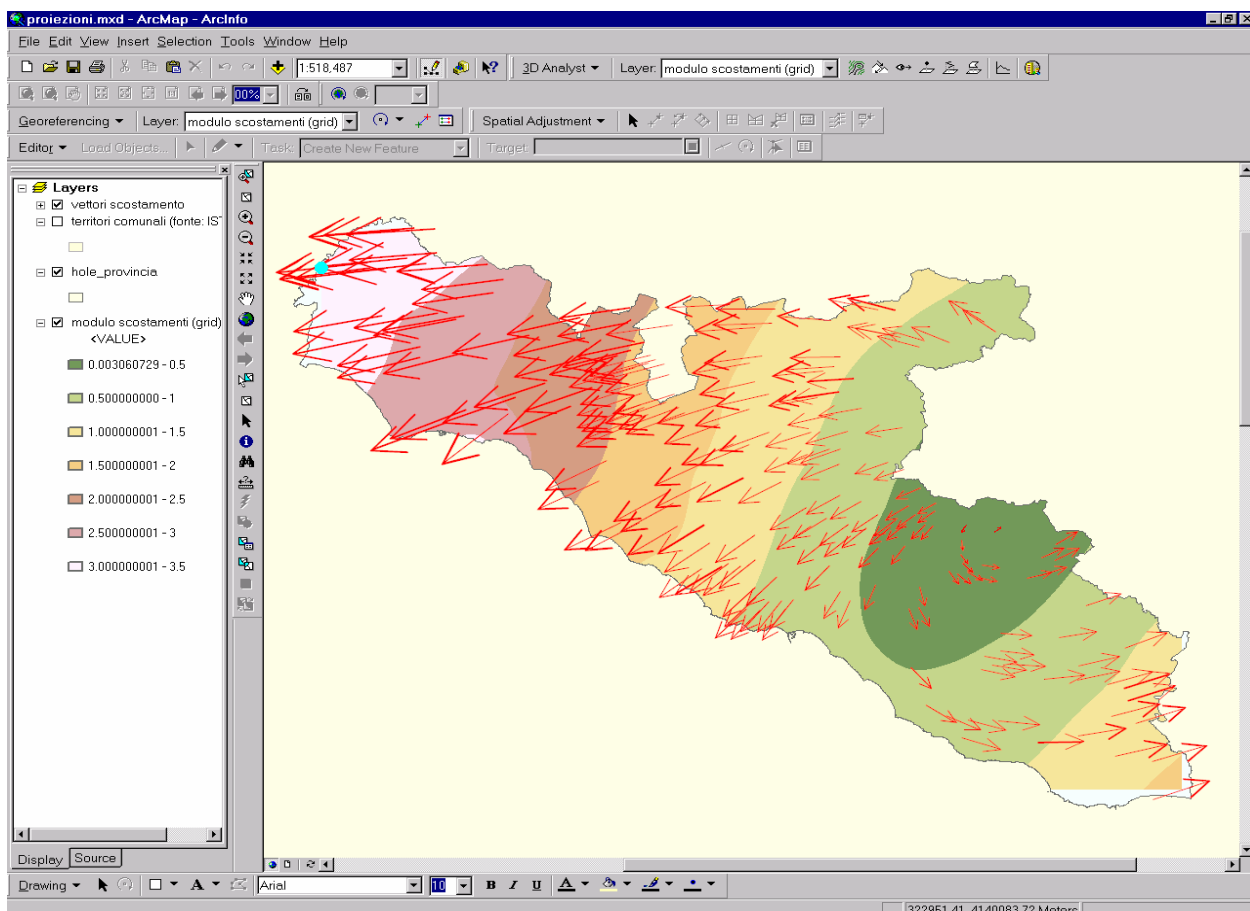 proiezioni.mxd - ArcMap - ArcInfo
File Edit View Insert Selection Tools Window Help
1:518,487 3D Analyst Layer: modulo scostamenti (grid)
00%
Georeferencing Layer: modulo scostamenti (grid) Spatial Adjustment
Editor Load Objects... Task: Create New Feature Target:
Layers
vettori scostamento
territori comunali (fonte: IST
hole_provincia
modulo scostamenti (grid)
<VALUE>
0.003060729 - 0.5
0.500000000 - 1
1.000000001 - 1.5
1.500000001 - 2
2.000000001 - 2.5
2.500000001 - 3
3.000000001 - 3.5
Display Source
Drawing A Arial 10 B I U A
322951.41 4140083.72 Meters